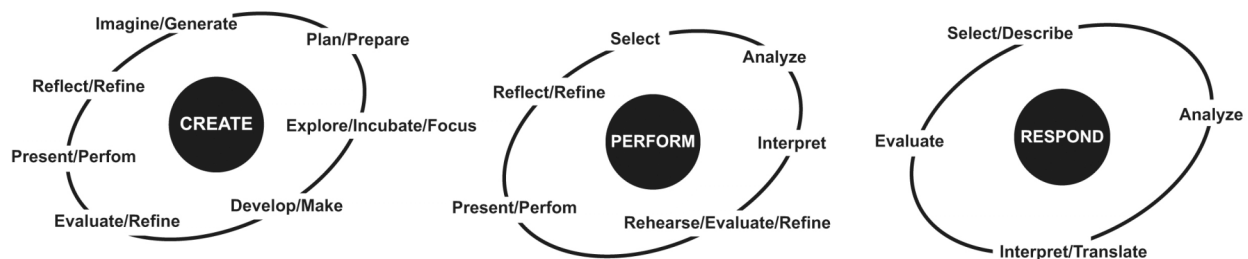 Imagine/Generate
Plan/Prepare
Reflect/Refine
CREATE
Explore/Incubate/Focus
Present/Perfom
Develop/Make
Evaluate/Refine
Select
Analyze
Reflect/Refine
PERFORM
Interpret
Present/Perfom
Rehearse/Evaluate/Refine
Select/Describe
Analyze
Evaluate
RESPOND
Interpret/Translate